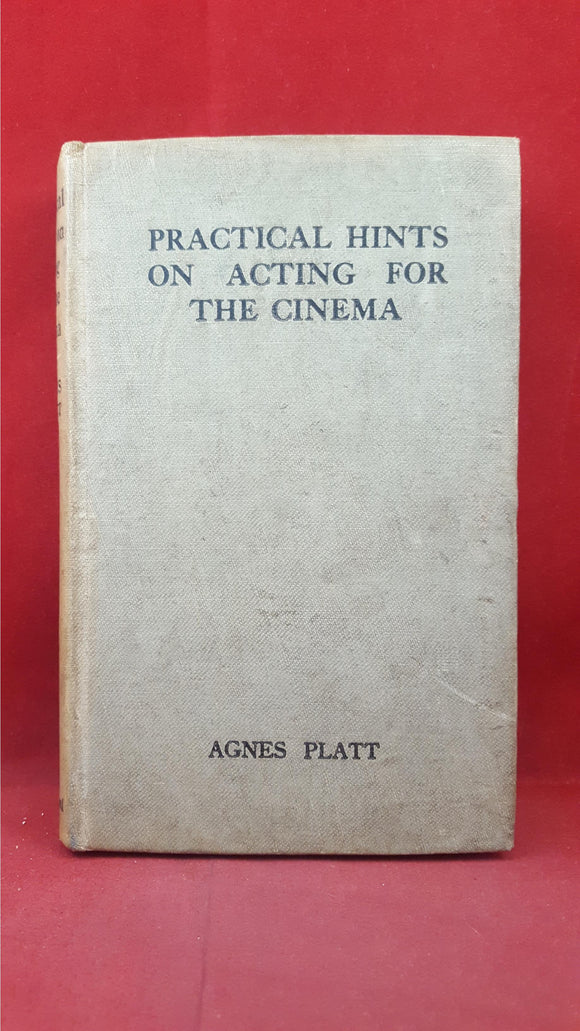 PRACTICAL HINTS
ON ACTING FOR
THE CINEMA
AGNES PLATT